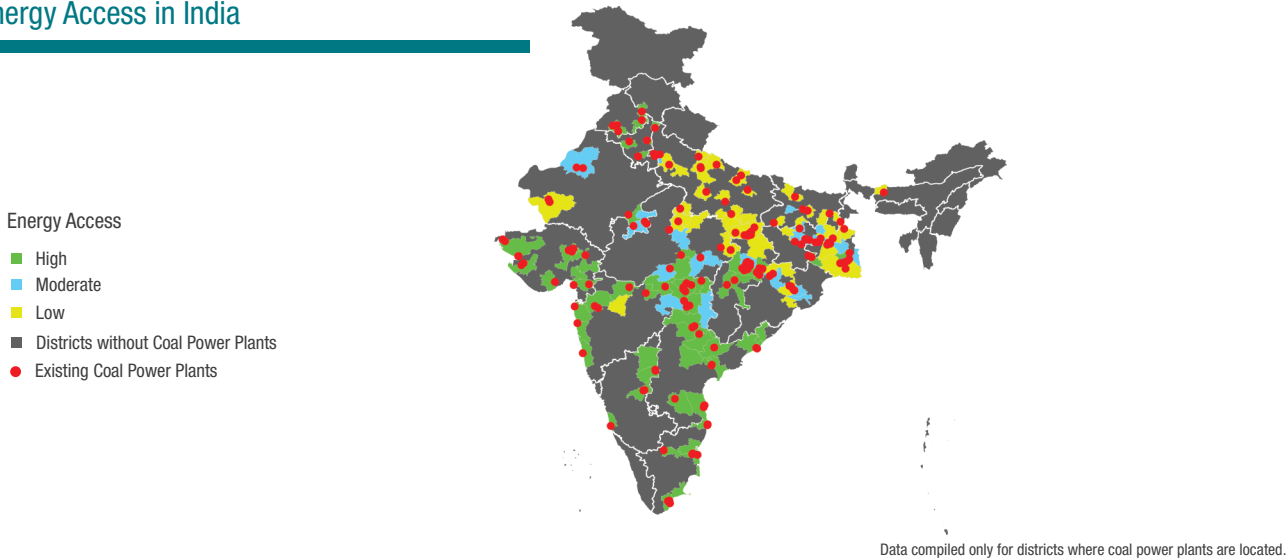 nergy Access in India
Energy Access
High
Moderate
Low
Districts without Coal Power Plants
Existing Coal Power Plants
Data compiled only for districts where coal power plants are located.